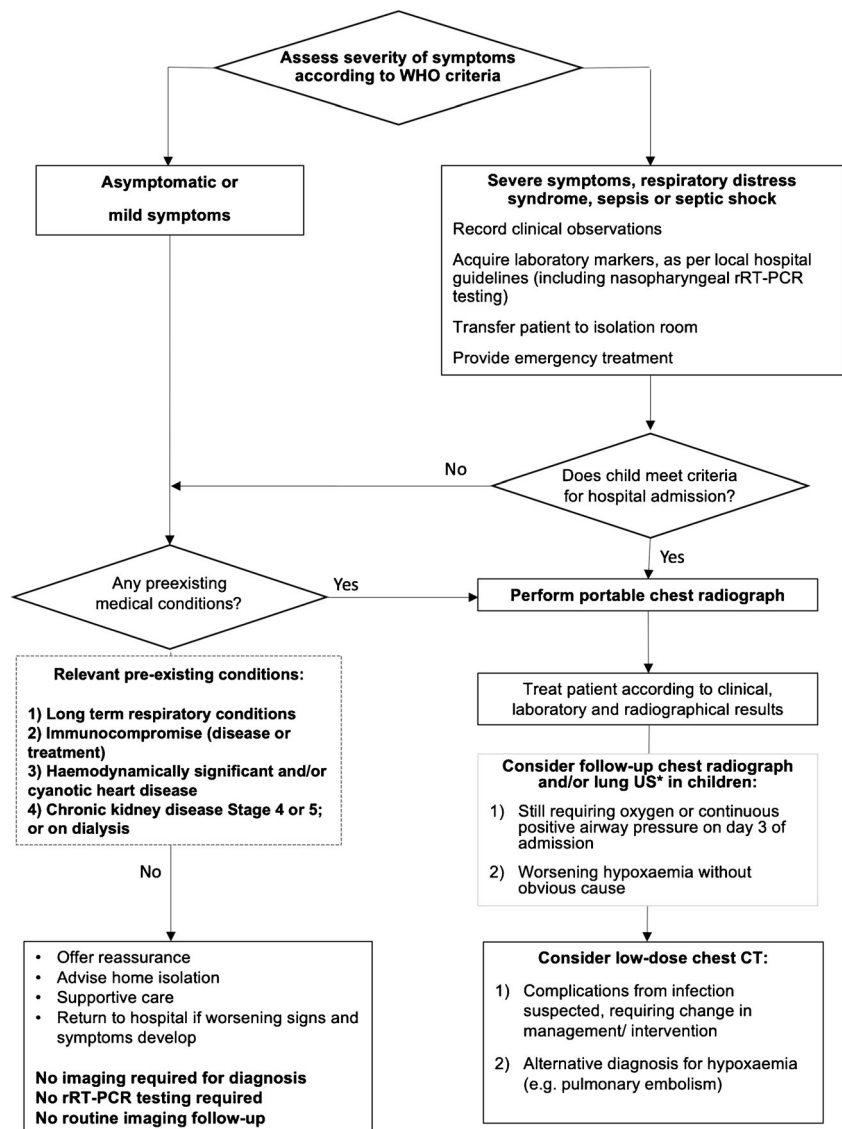 Assess severity of symptoms
according to WHO criteria
Asymptomatic or
mild symptoms
Severe symptoms, respiratory distress
syndrome, sepsis or septic shock
Record clinical observations
Acquire laboratory markers, as per local hospital
guidelines (including nasopharyngeal rRT-PCR
testing)
Transfer patient to isolation room
Provide emergency treatment
No
Does child meet criteria
for hospital admission?
Yes
Any preexisting
medical conditions?
Yes
Perform portable chest radiograph
Relevant pre-existing conditions:
1) Long term respiratory conditions
2) Immunocompromise (disease or
treatment)
3) Haemodynamically significant and/or
cyanotic heart disease
4) Chronic kidney disease Stage 4 or 5;
or on dialysis
Treat patient according to clinical,
laboratory and radiographical results
Consider follow-up chest radiograph
and/or lung US* in children:
1) Still requiring oxygen or continuous
positive airway pressure on day 3 of
admission
2) Worsening hypoxaemia without
obvious cause
No
• Offer reassurance
• Advise home isolation
• Supportive care
• Return to hospital if worsening signs and
symptoms develop
No imaging required for diagnosis
No rRT-PCR testing required
No routine imaging follow-up
Consider low-dose chest CT:
1) Complications from infection
suspected, requiring change in
management/ intervention
2) Alternative diagnosis for hypoxaemia
(e.g. pulmonary embolism)